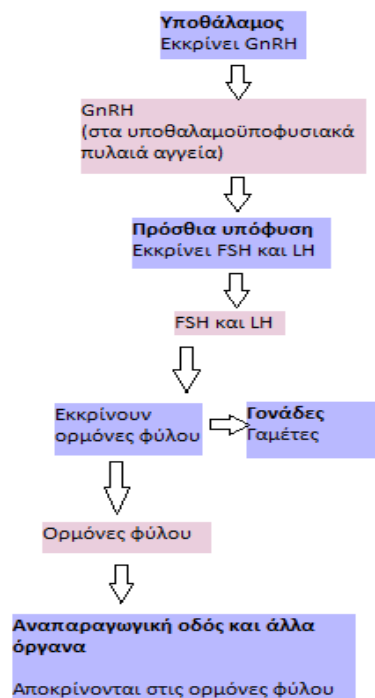 Υποθάλαμος
Εκκρίνει GnRH
GnRH
(στα υποθαλαμοϋποφυσιακά
πυλαιά αγγεία)
Πρόσθια υπόφυση
Εκκρίνει FSH και LH
FSH και LH
Εκκρίνουν
ορμόνες φύλου
Γονάδες
Γαμέτες
Ορμόνες φύλου
Αναπαραγωγική οδός και άλλα
όργανα
Αποκρίνονται στις ορμόνες φύλου